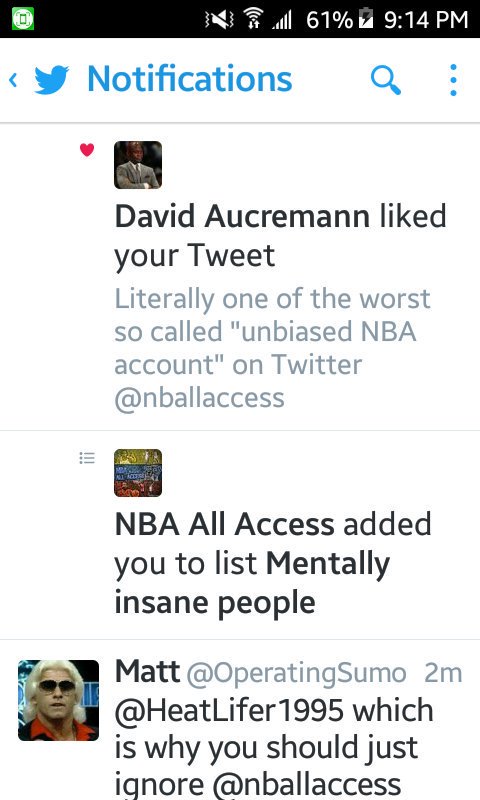 61% 9:14 PM
Notifications
David Aucremann liked
your Tweet
Literally one of the worst
so called "unbiased NBA
account" on Twitter
@nballaccess
NBA All Access added
you to list Mentally
insane people
Matt @OperatingSumo 2m
@HeatLifer1995 which
is why you should just
ignore @nballaccess